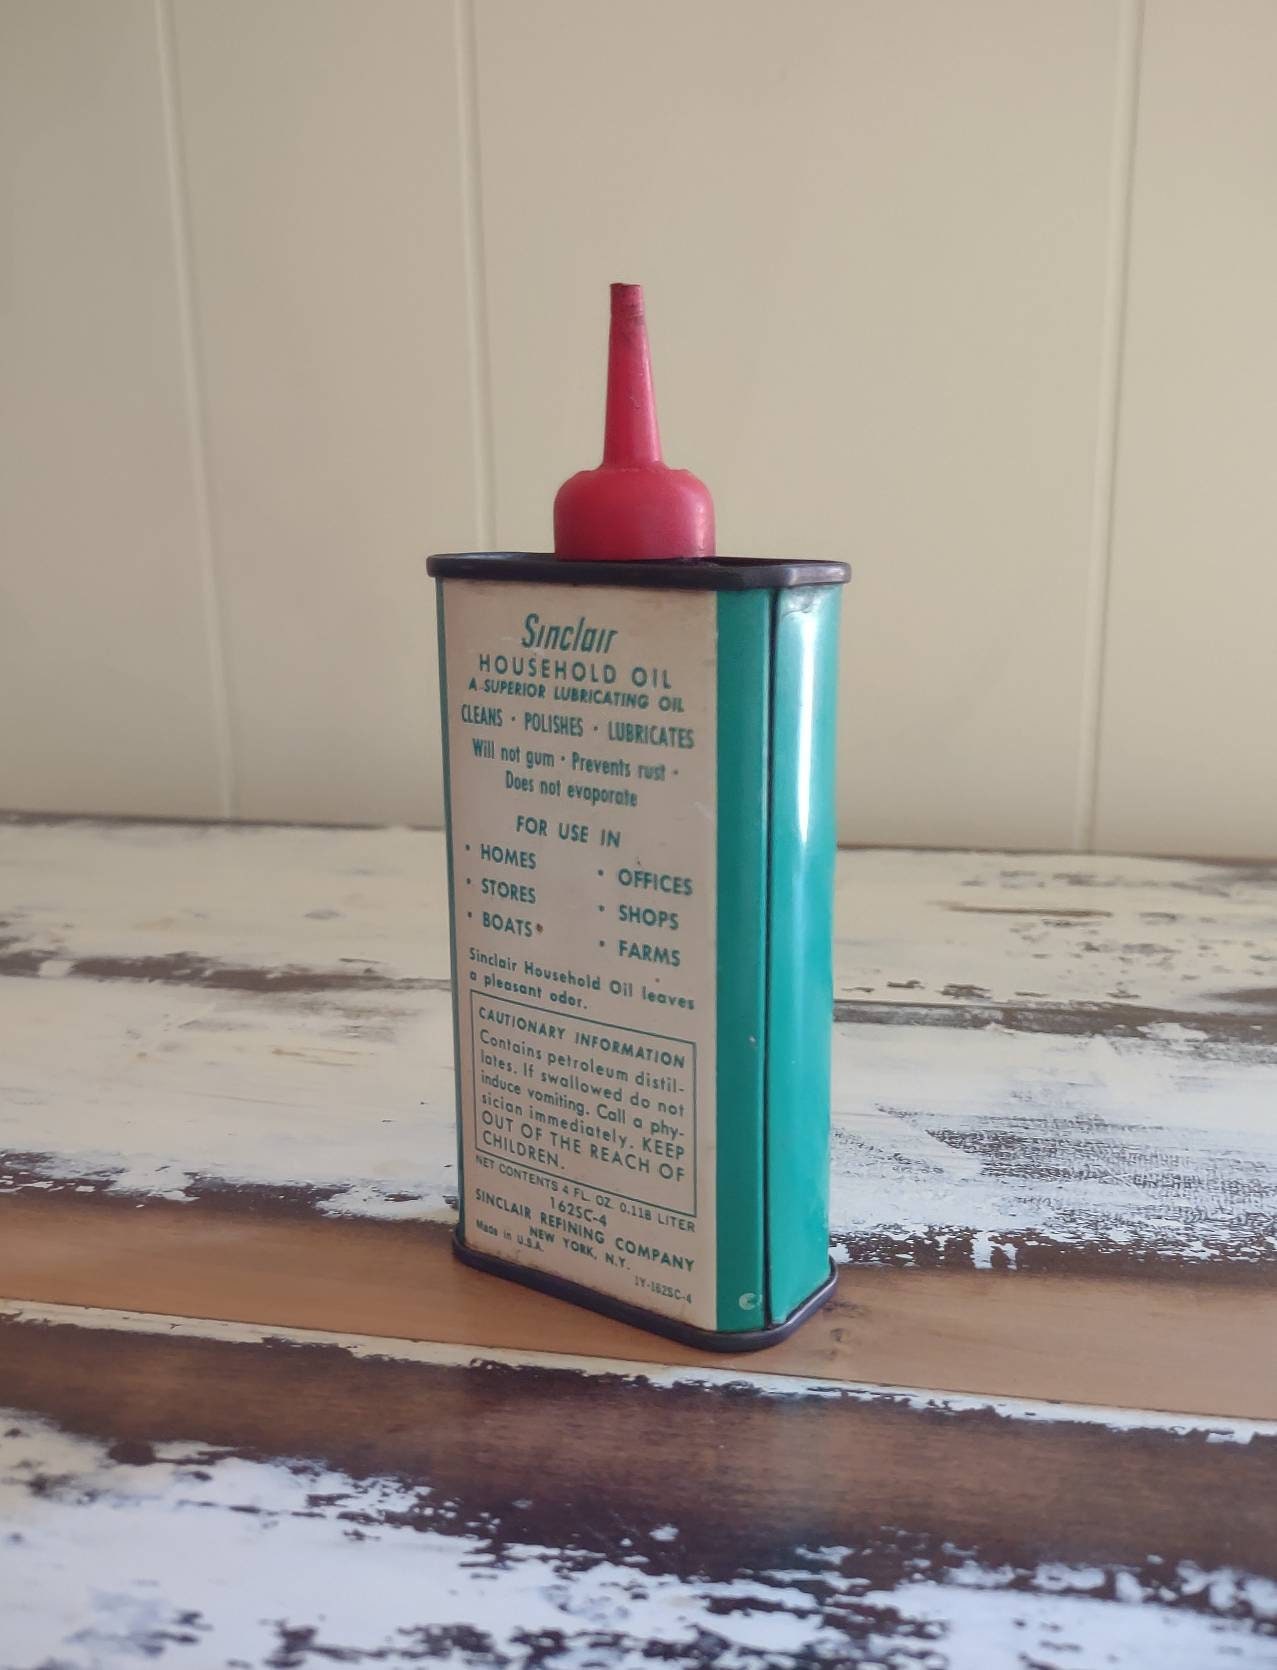 Sinclair
HOUSEHOLD OIL
A SUPERIOR LUBRICATING OIL
CLEANS · POLISHES · LUBRICATES
Will not gum · Prevents rust ·
Does not evaporate
FOR USE IN
· HOMES · OFFICES
· STORES · SHOPS
· BOATS · FARMS
Sinclair Household Oil leaves
a pleasant odor.
CAUTIONARY INFORMATION
Contains petroleum distil-
lates. If swallowed do not
induce vomiting. Call a phy-
sician immediately. KEEP
OUT OF THE REACH OF
CHILDREN.
NET CONTENTS 4 FL. OZ. 0.118 LITER
162SC-4
SINCLAIR REFINING COMPANY
NEW YORK, N.Y.
Made in U.S.A.
1Y-162SC-4